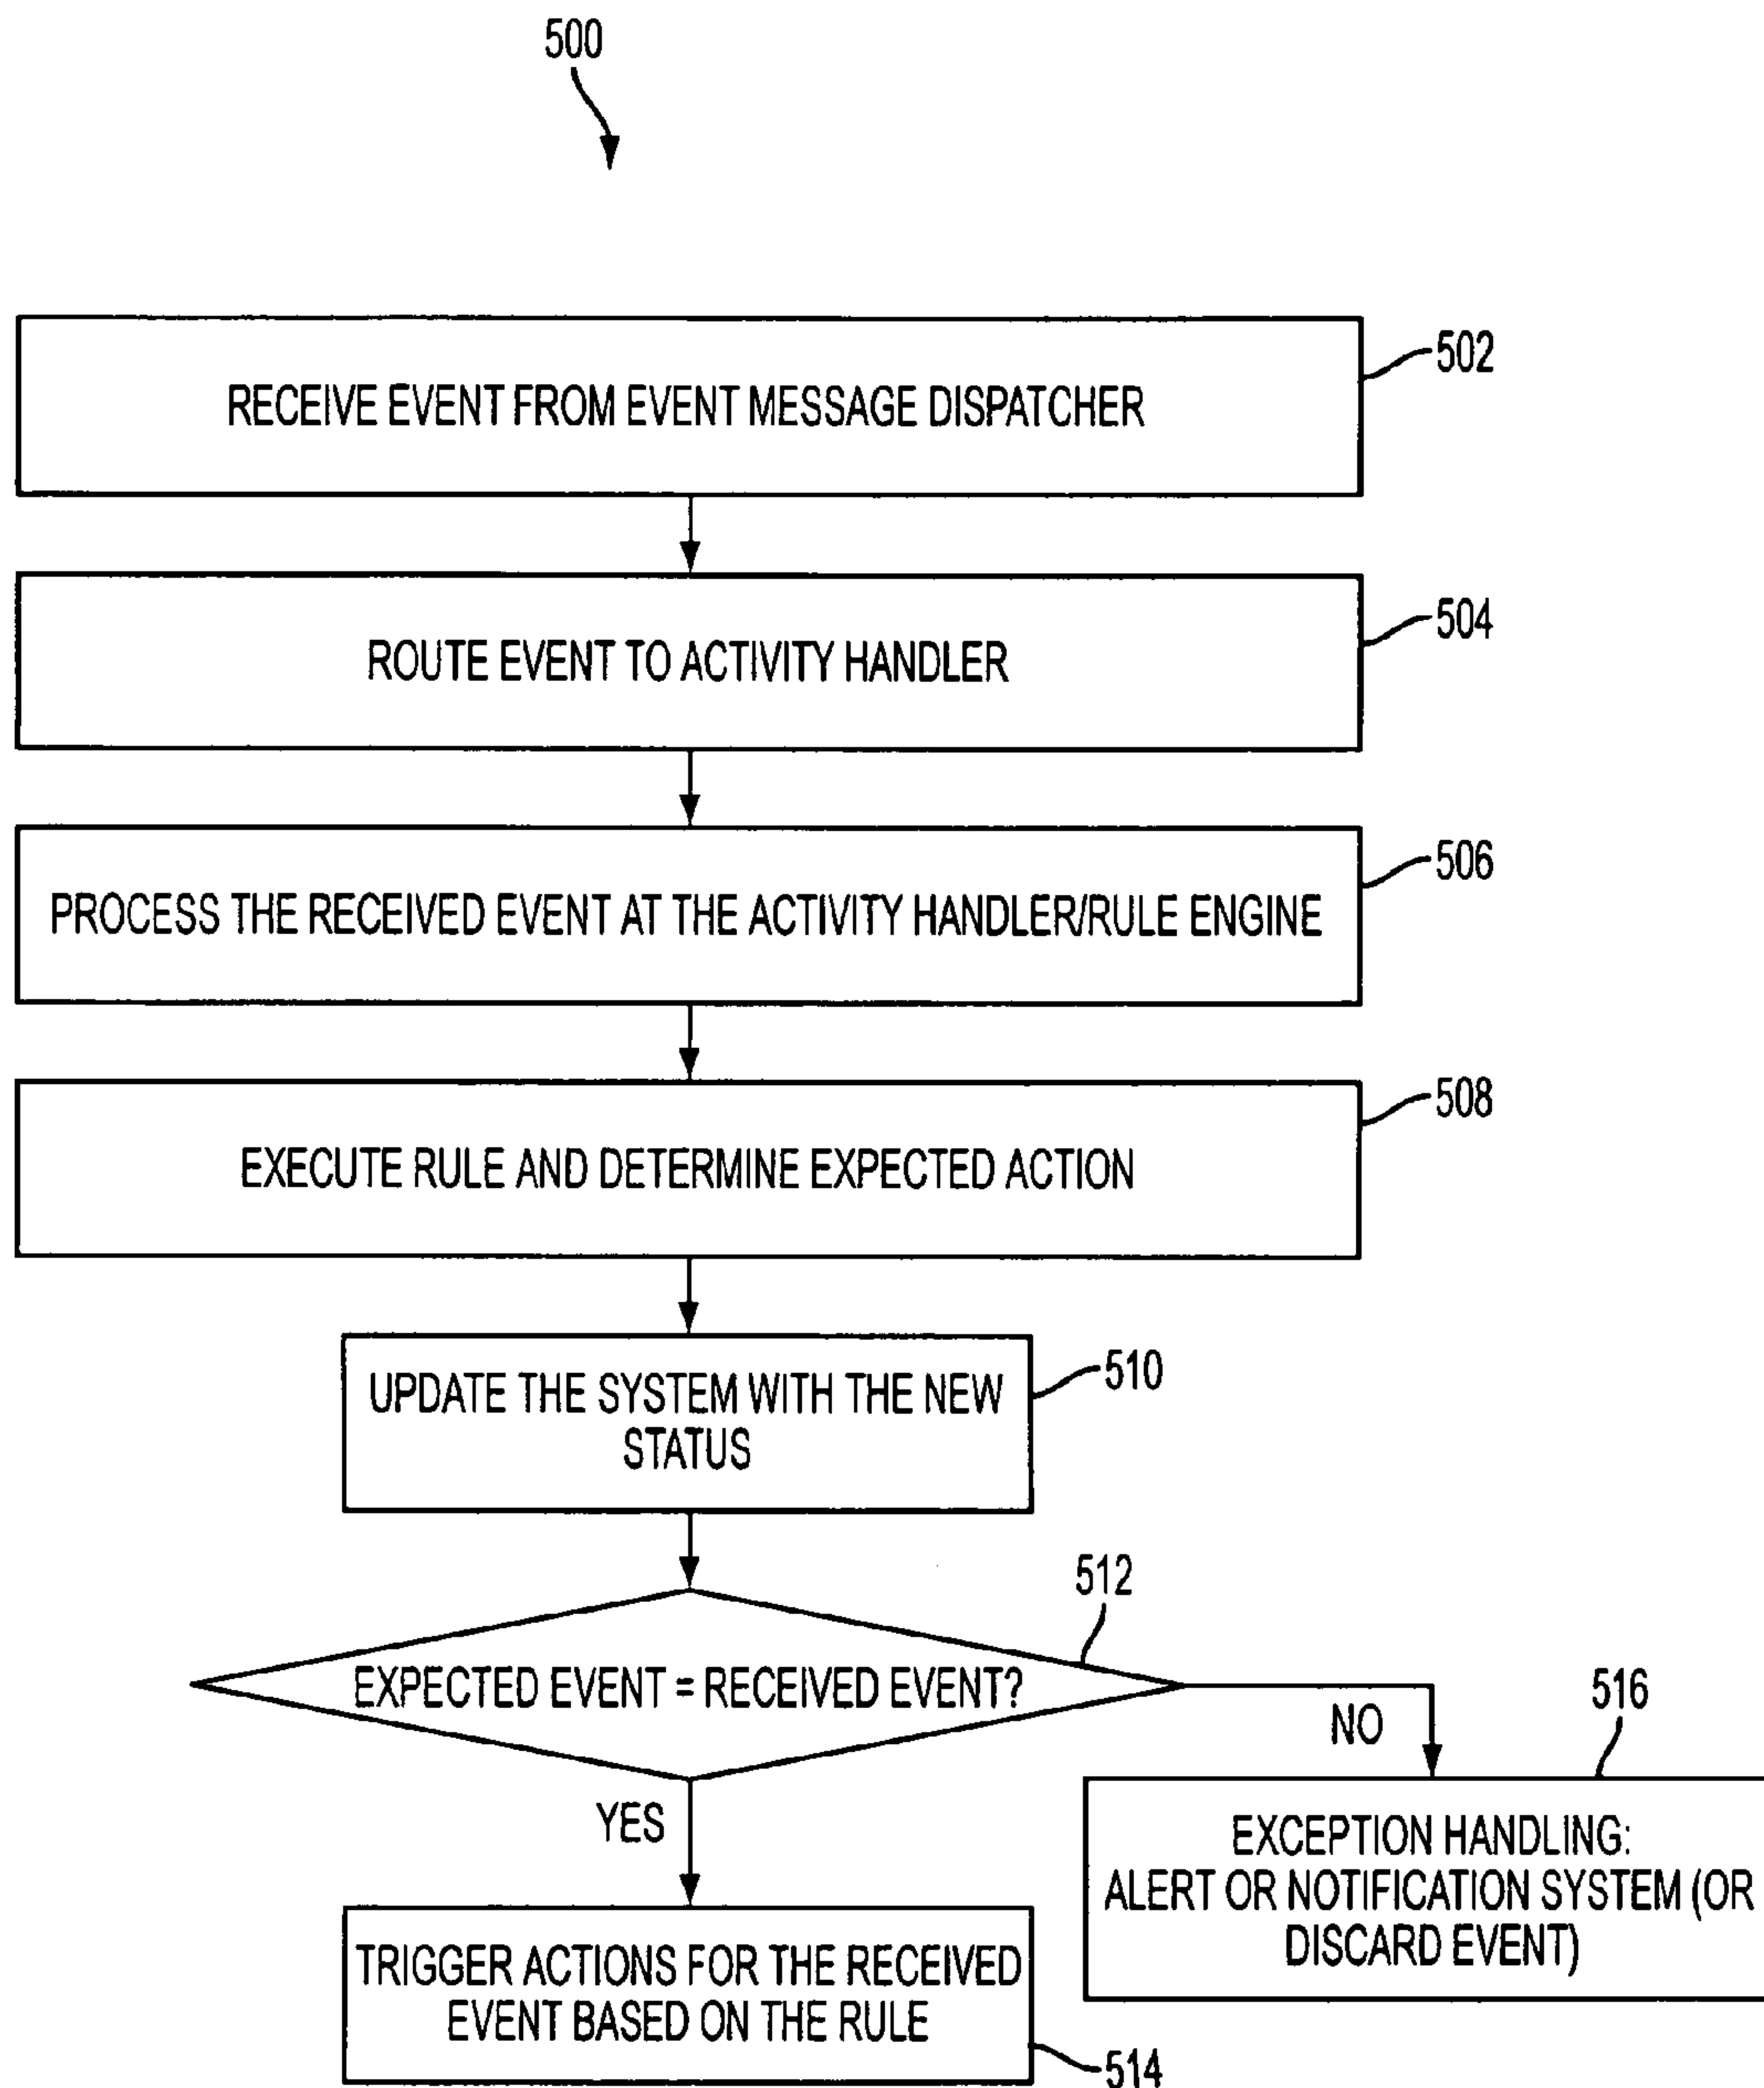 500
RECEIVE EVENT FROM EVENT MESSAGE DISPATCHER
502
ROUTE EVENT TO ACTIVITY HANDLER
504
PROCESS THE RECEIVED EVENT AT THE ACTIVITY HANDLER/RULE ENGINE
506
EXECUTE RULE AND DETERMINE EXPECTED ACTION
508
UPDATE THE SYSTEM WITH THE NEW
STATUS
510
EXPECTED EVENT = RECEIVED EVENT?
512
NO
YES
516
EXCEPTION HANDLING:
ALERT OR NOTIFICATION SYSTEM (OR
DISCARD EVENT)
TRIGGER ACTIONS FOR THE RECEIVED
EVENT BASED ON THE RULE
514